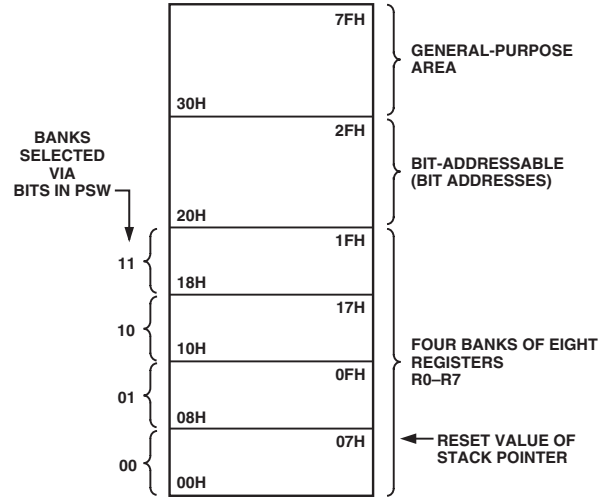 7FH
GENERAL-PURPOSE
AREA
30H
BANKS
SELECTED
VIA
BITS IN PSW
2FH
BIT-ADDRESSABLE
(BIT ADDRESSES)
20H
11
1FH
18H
10
17H
10H
FOUR BANKS OF EIGHT
REGISTERS
R0–R7
01
0FH
08H
00
07H
00H
RESET VALUE OF
STACK POINTER